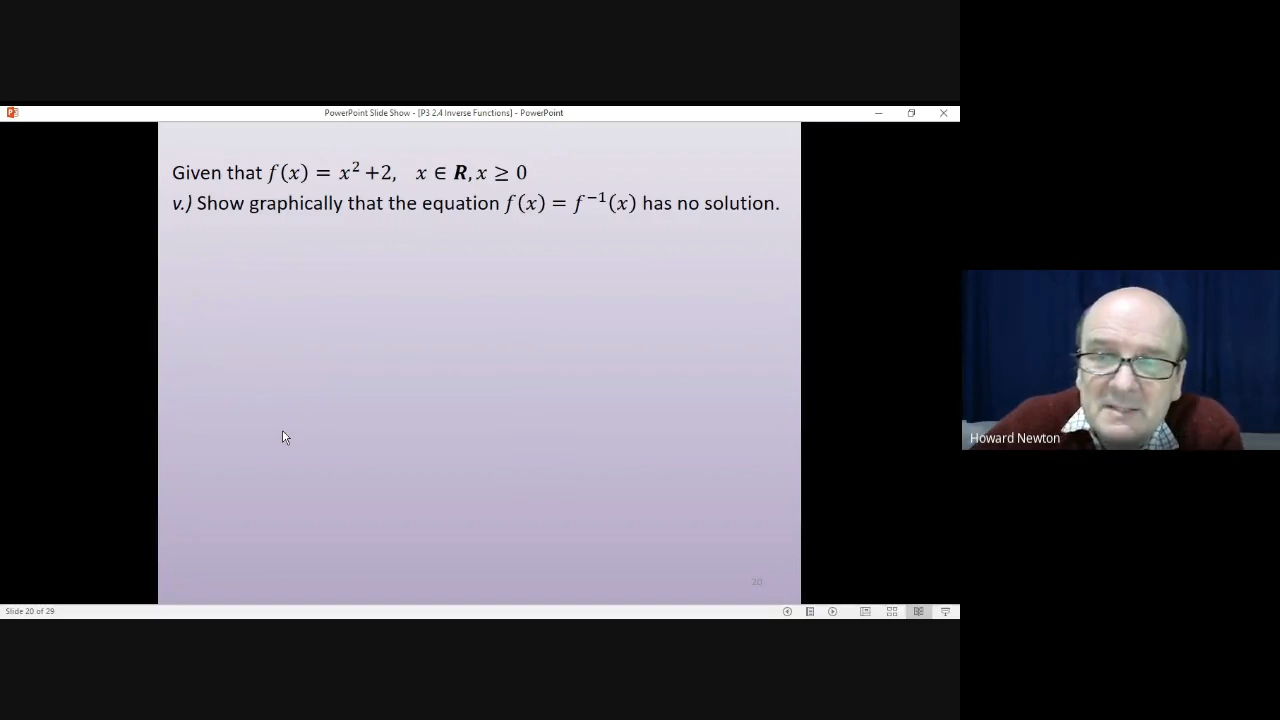 PowerPoint Slide Show - [P3 2.4 Inverse Functions] - PowerPoint
Given that f(x) = x² +2, x ∈ R, x ≥ 0
v.) Show graphically that the equation f(x) = f⁻¹(x) has no solution.
Howard Newton
20
Slide 20 of 29